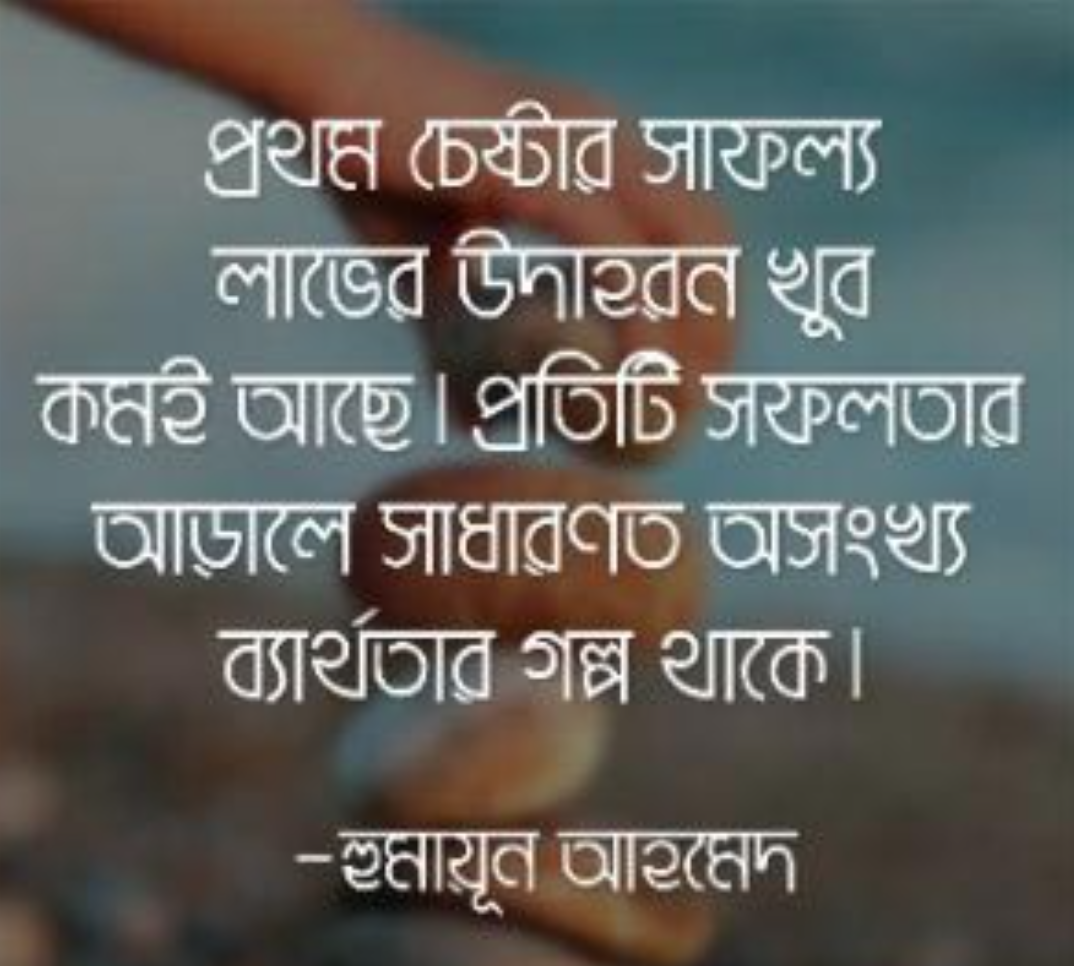 প্রথম চেষ্টার সাফল্য
লাভের উদাহরন খুব
কমই আছে। প্রতিটি সফলতার
আড়ালে সাধারণত অসংখ্য
ব্যার্থতার গল্প থাকে।
-হুমায়ূন আহমেদ